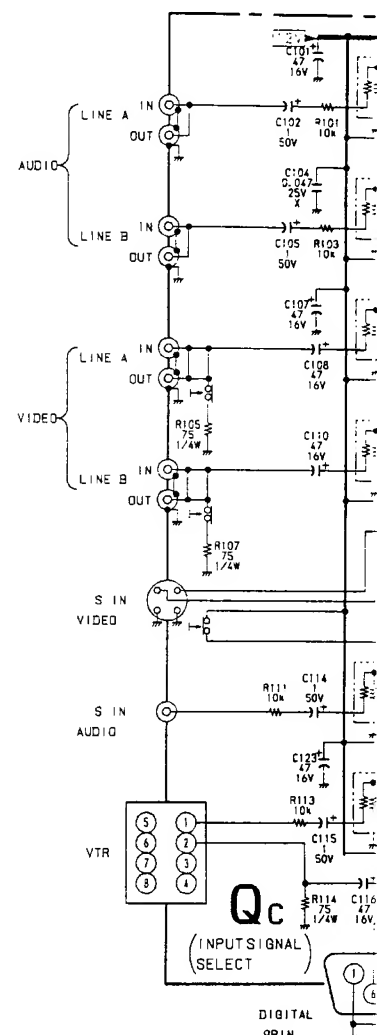 C101
47
16V
LINE A
IN
OUT
C102
1
50V
R101
10k
AUDIO
C104
0.047
25V
X
LINE B
IN
OUT
C105
1
50V
R103
10k
C107
47
16V
LINE A
IN
OUT
C108
47
16V
R105
75
1/4W
VIDEO
C110
47
16V
LINE B
IN
OUT
R107
75
1/4W
S IN
VIDEO
R111
10k
C114
1
50V
S IN
AUDIO
C123
47
16V
R113
10k
C115
1
50V
VTR
5
1
6
2
7
3
8
4
R114
75
1/4W
C116
47
16V
QC
(INPUT SIGNAL
SELECT)
1
6
DIGITAL